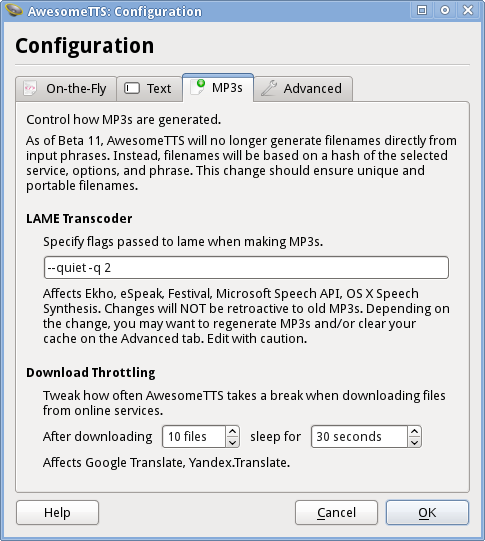 AwesomeTTS: Configuration
Configuration
On-the-Fly Text MP3s Advanced
Control how MP3s are generated.
As of Beta 11, AwesomeTTS will no longer generate filenames directly from
input phrases. Instead, filenames will be based on a hash of the selected
service, options, and phrase. This change should ensure unique and
portable filenames.
LAME Transcoder
Specify flags passed to lame when making MP3s.
--quiet -q 2
Affects Ekho, eSpeak, Festival, Microsoft Speech API, OS X Speech
Synthesis. Changes will NOT be retroactive to old MP3s. Depending on
the change, you may want to regenerate MP3s and/or clear your
cache on the Advanced tab. Edit with caution.
Download Throttling
Tweak how often AwesomeTTS takes a break when downloading files
from online services.
After downloading 10 files sleep for 30 seconds
Affects Google Translate, Yandex.Translate.
Help Cancel OK